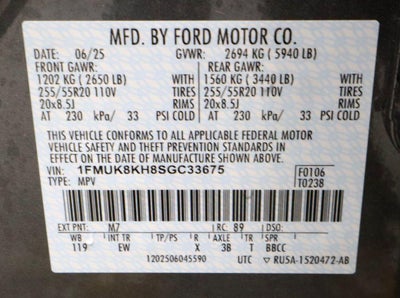 MFD. BY FORD MOTOR CO.
DATE: 06/25 GVWR: 2694 KG (5940 LB)
FRONT GAWR: REAR GAWR:
1202 KG (2650 LB) WITH 1560 KG (3440 LB) WITH
255/55R20 110V TIRES 255/55R20 110V TIRES
20x8.5J RIMS 20x8.5J RIMS
AT 230 kPa/ 33 PSI COLD AT 230 kPa/ 33 PSI COLD
THIS VEHICLE CONFORMS TO ALL APPLICABLE FEDERAL MOTOR
VEHICLE SAFETY AND THEFT PREVENTION STANDARDS IN EFFECT ON THE DATE OF MANUFACTURE SHOWN ABOVE.
VIN: 1FMUK8KH8SGC33675 F0106
TYPE: MPV T0238
EXT PNT: M7 RC: 89 DSO:
WB INT TR TP/PS R AXLE TR SPR
119 EW X 3B T BBCC
1202506045590 UTC ▽ RU5A-1520472-AB